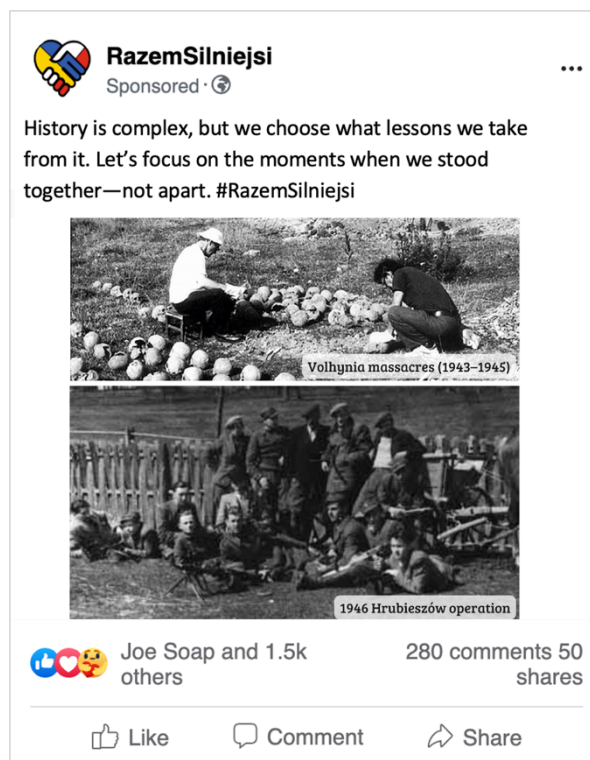 RazemSilniejsi
Sponsored ·
History is complex, but we choose what lessons we take
from it. Let's focus on the moments when we stood
together—not apart. #RazemSilniejsi
Volhynia massacres (1943–1945)
1946 Hrubieszów operation
Joe Soap and 1.5k
others
280 comments 50
shares
Like
Comment
Share